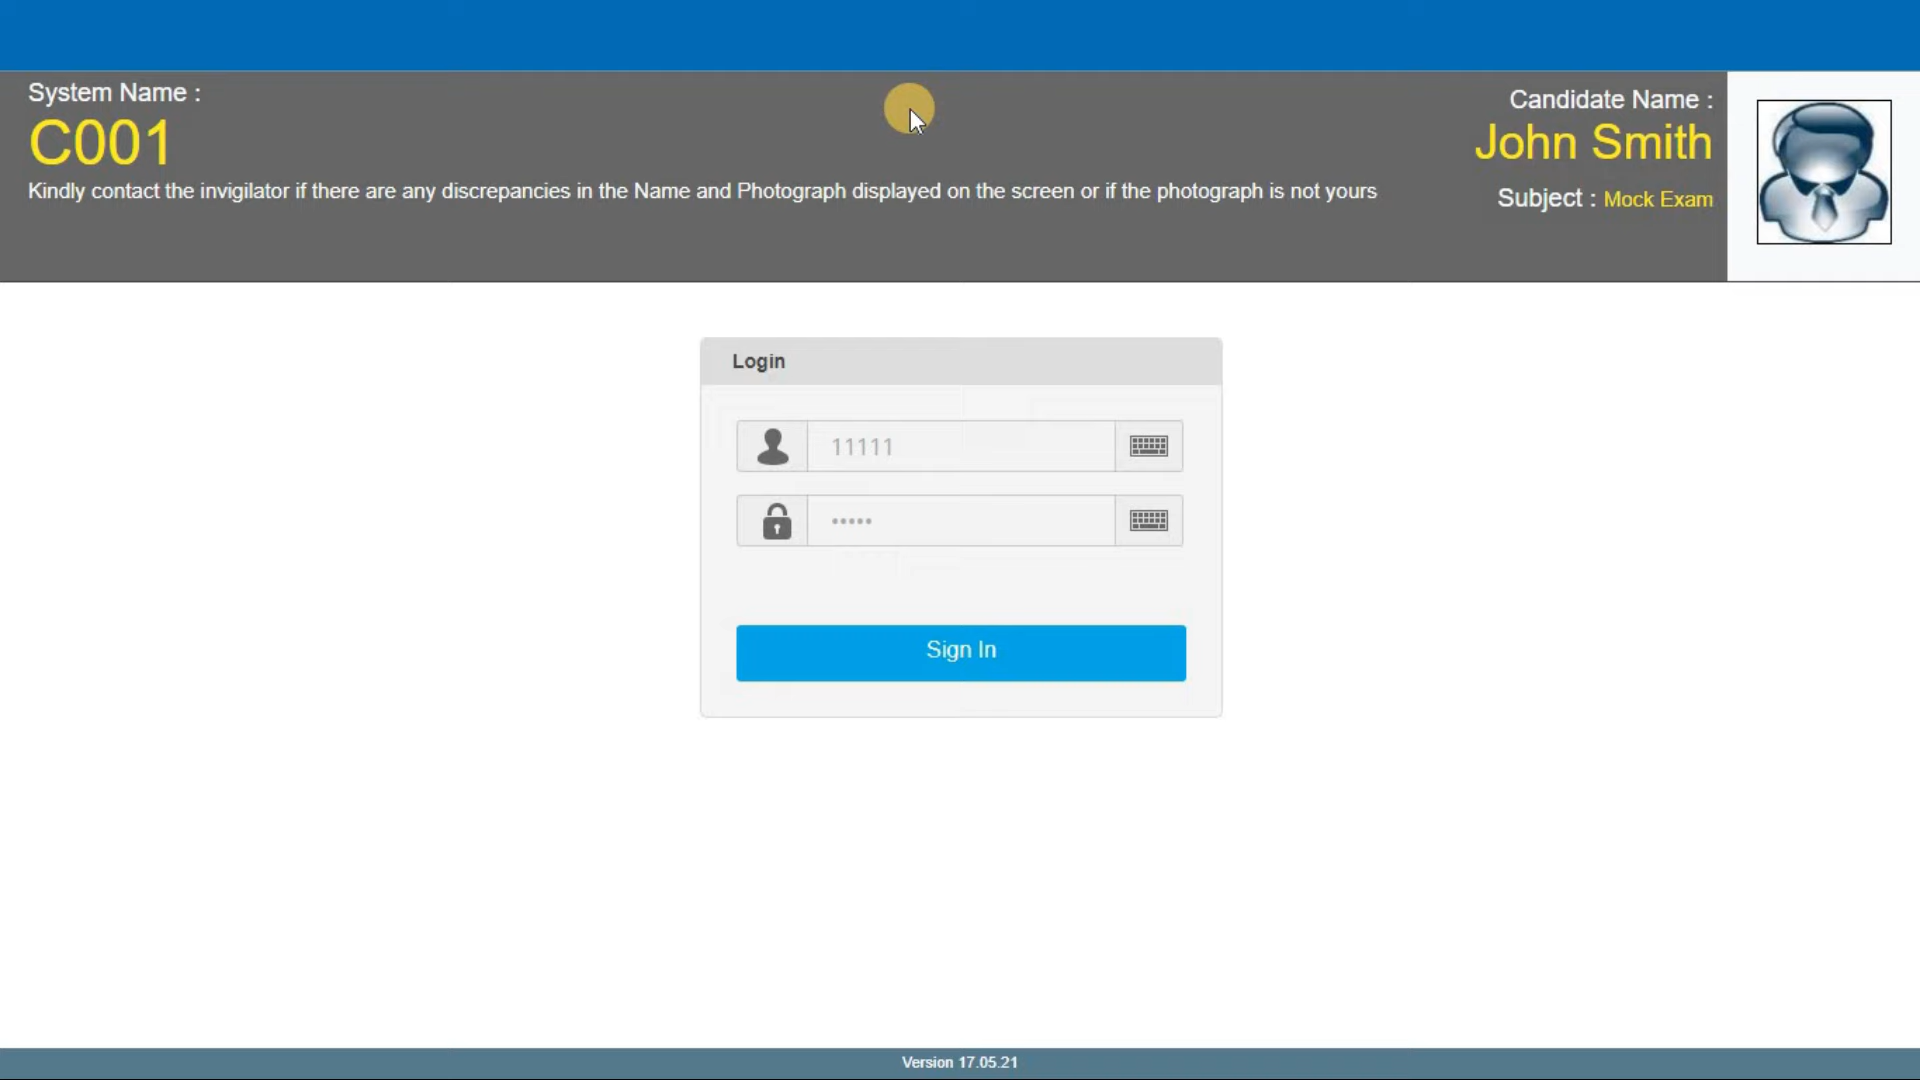 System Name :
C001
Kindly contact the invigilator if there are any discrepancies in the Name and Photograph displayed on the screen or if the photograph is not yours
Candidate Name :
John Smith
Subject : Mock Exam
Login
11111
•••••
Sign In
Version 17.05.21